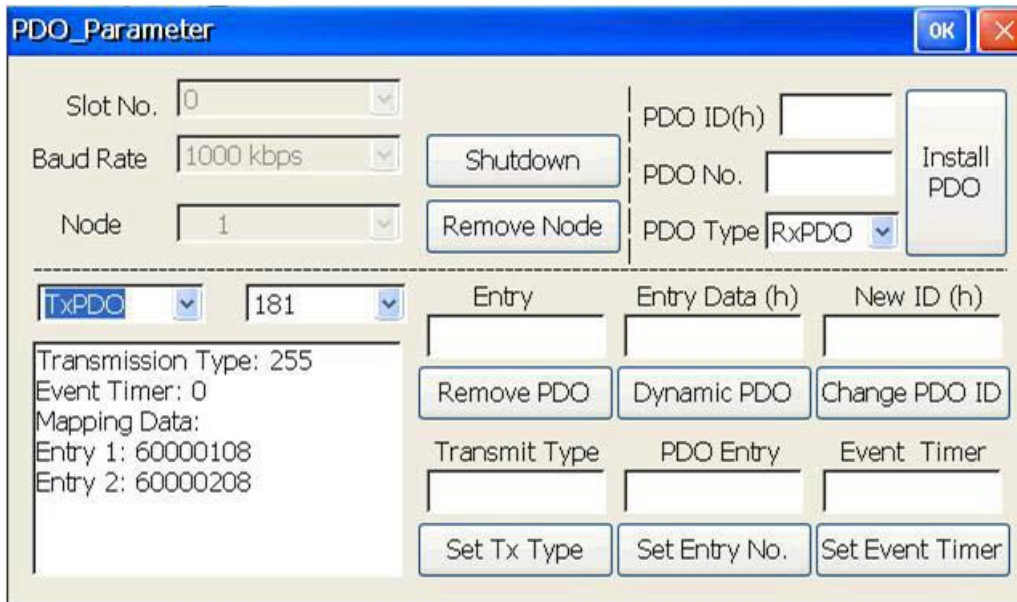 PDO_Parameter
OK
Slot No.
0
Baud Rate
1000 kbps
Shutdown
Node
1
Remove Node
PDO ID(h)
PDO No.
PDO Type
RxPDO
Install
PDO
TxPDO
181
Transmission Type: 255
Event Timer: 0
Mapping Data:
Entry 1: 60000108
Entry 2: 60000208
Entry
Entry Data (h)
New ID (h)
Remove PDO
Dynamic PDO
Change PDO ID
Transmit Type
PDO Entry
Event Timer
Set Tx Type
Set Entry No.
Set Event Timer